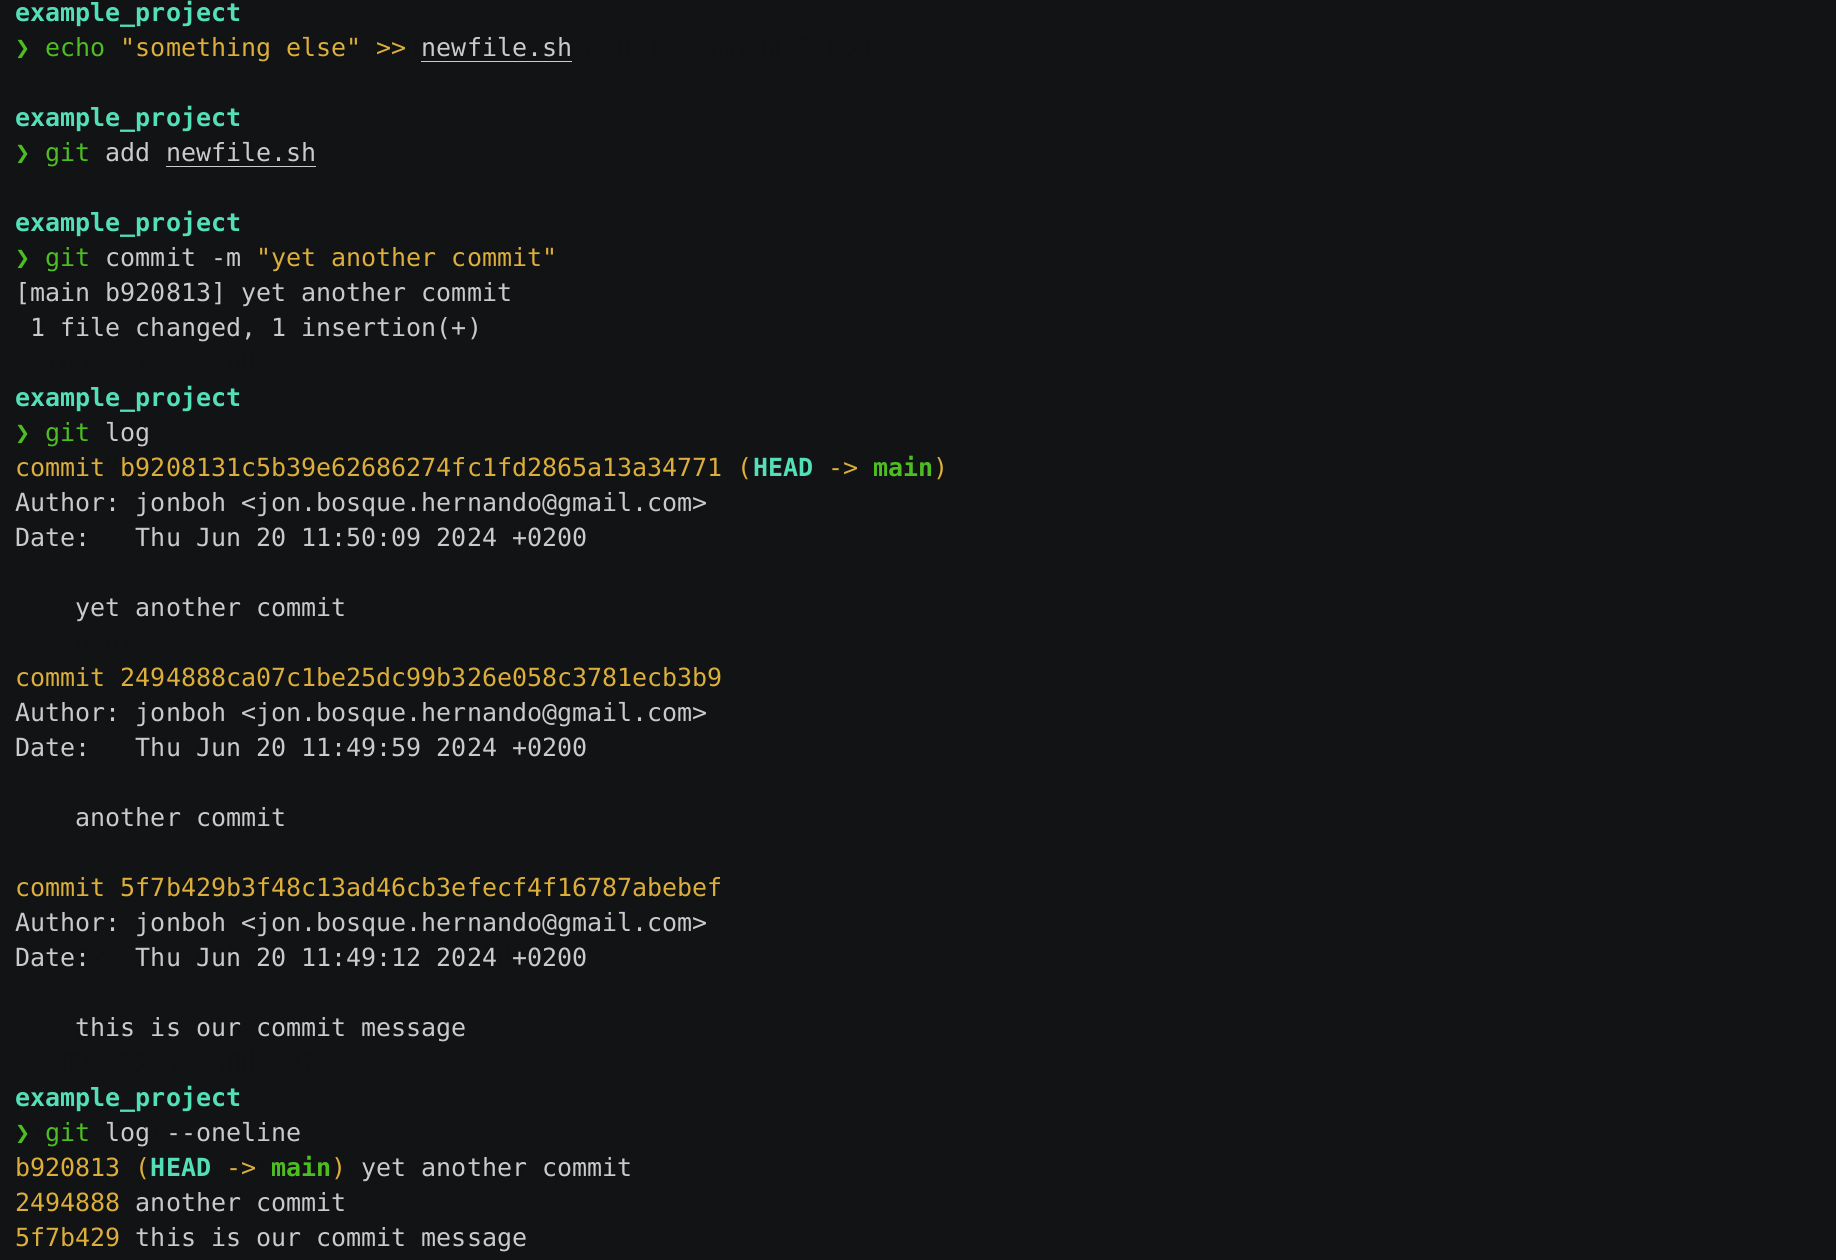 example_project
❯ echo "something else" >> newfile.sh
example_project
❯ git add newfile.sh
example_project
❯ git commit -m "yet another commit"
[main b920813] yet another commit
 1 file changed, 1 insertion(+)
example_project
❯ git log
commit b9208131c5b39e62686274fc1fd2865a13a34771 (HEAD -> main)
Author: jonboh <jon.bosque.hernando@gmail.com>
Date:   Thu Jun 20 11:50:09 2024 +0200
    yet another commit
commit 2494888ca07c1be25dc99b326e058c3781ecb3b9
Author: jonboh <jon.bosque.hernando@gmail.com>
Date:   Thu Jun 20 11:49:59 2024 +0200
    another commit
commit 5f7b429b3f48c13ad46cb3efecf4f16787abebef
Author: jonboh <jon.bosque.hernando@gmail.com>
Date:   Thu Jun 20 11:49:12 2024 +0200
    this is our commit message
example_project
❯ git log --oneline
b920813 (HEAD -> main) yet another commit
2494888 another commit
5f7b429 this is our commit message